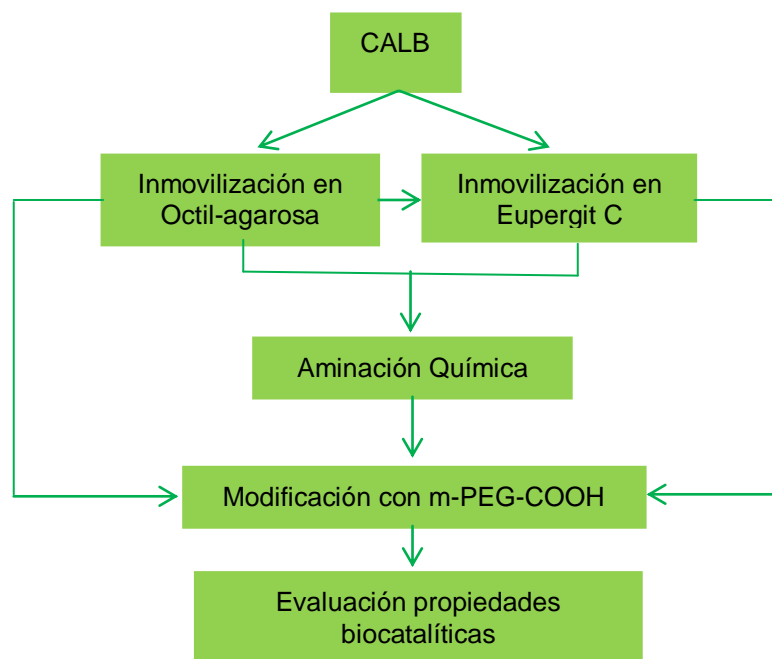 CALB
Inmovilización en
Octil-agarosa
Inmovilización en
Eupergit C
Aminación Química
Modificación con m-PEG-COOH
Evaluación propiedades
biocatalíticas